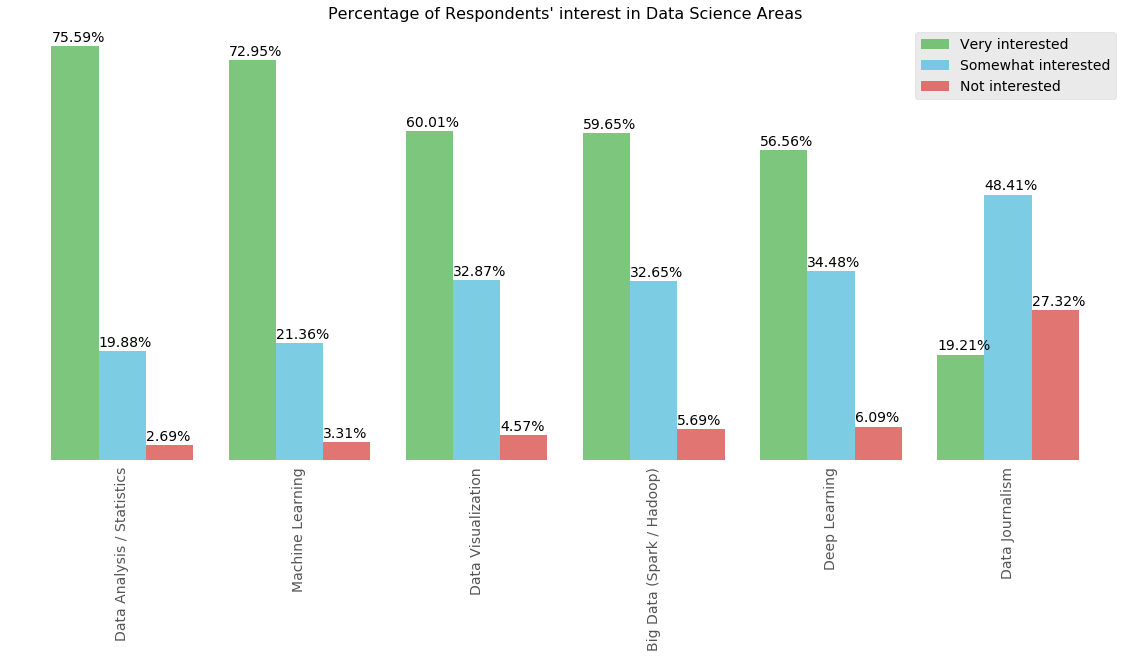 Percentage of Respondents' interest in Data Science Areas
Very interested
Somewhat interested
Not interested
75.59%
19.88%
2.69%
72.95%
21.36%
3.31%
60.01%
32.87%
4.57%
59.65%
32.65%
5.69%
56.56%
34.48%
6.09%
19.21%
48.41%
27.32%
Data Analysis / Statistics
Machine Learning
Data Visualization
Big Data (Spark / Hadoop)
Deep Learning
Data Journalism